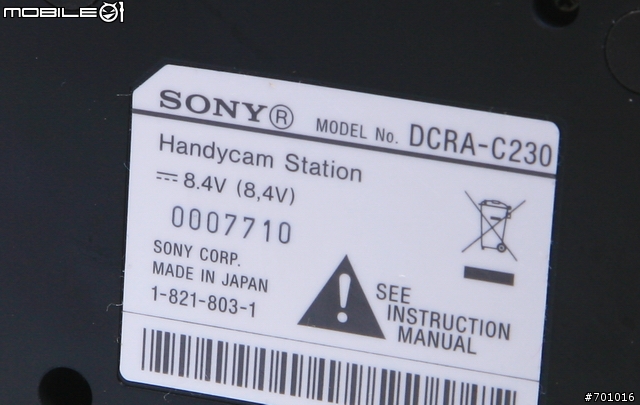 MOBILE01
SONY® MODEL No. DCRA-C230
Handycam Station
⎓ 8.4V (8,4V)
0007710
SONY CORP.
MADE IN JAPAN
1-821-803-1
SEE
INSTRUCTION
MANUAL
#701016